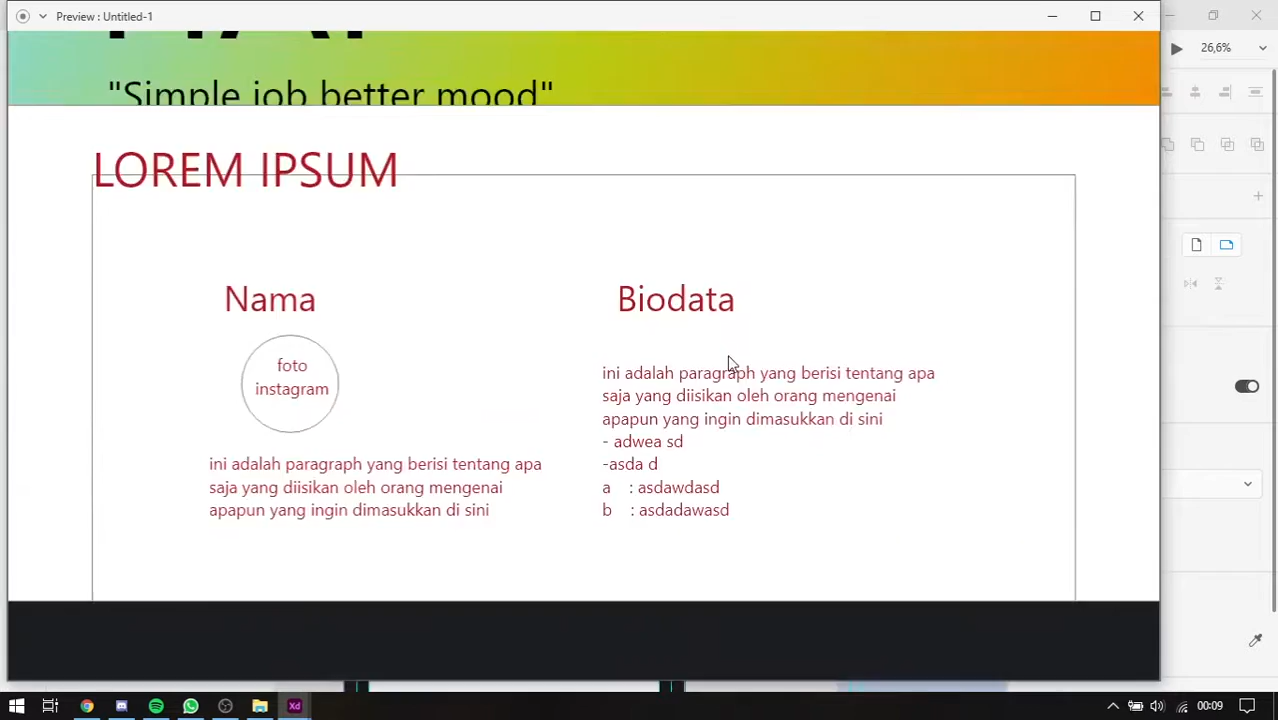 Preview : Untitled-1
26,6%
"Simple job better mood"
LOREM IPSUM
Nama
Biodata
foto
instagram
ini adalah paragraph yang berisi tentang apa
saja yang diisikan oleh orang mengenai
apapun yang ingin dimasukkan di sini
ini adalah paragraph yang berisi tentang apa
saja yang diisikan oleh orang mengenai
apapun yang ingin dimasukkan di sini
- adwea sd
-asda d
a : asdawdasd
b : asdadawasd
Xd
00:09